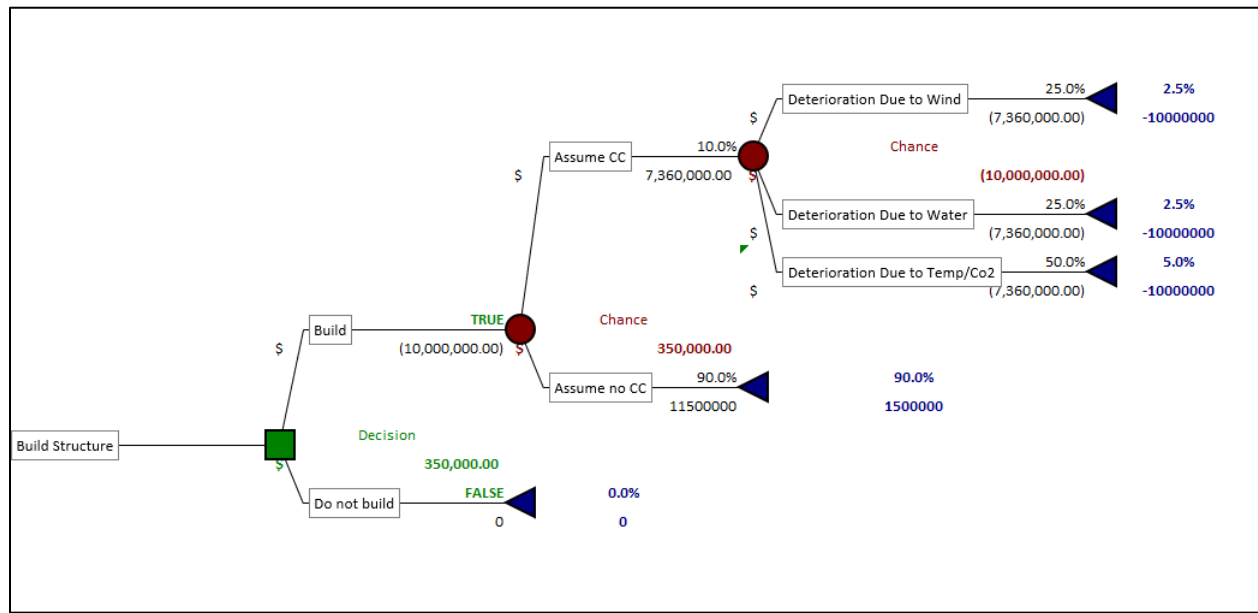 25.0% 2.5%
Deterioration Due to Wind
$ (7,360,000.00) -10000000
10.0% Chance
Assume CC
$ 7,360,000.00 $ (10,000,000.00)
25.0% 2.5%
Deterioration Due to Water
$ (7,360,000.00) -10000000
50.0% 5.0%
Deterioration Due to Temp/Co2
$ (7,360,000.00) -10000000
TRUE Chance
Build
$ (10,000,000.00) $ 350,000.00
90.0% 90.0%
Assume no CC
11500000 1500000
Decision
Build Structure
$ 350,000.00
FALSE 0.0%
Do not build
0 0